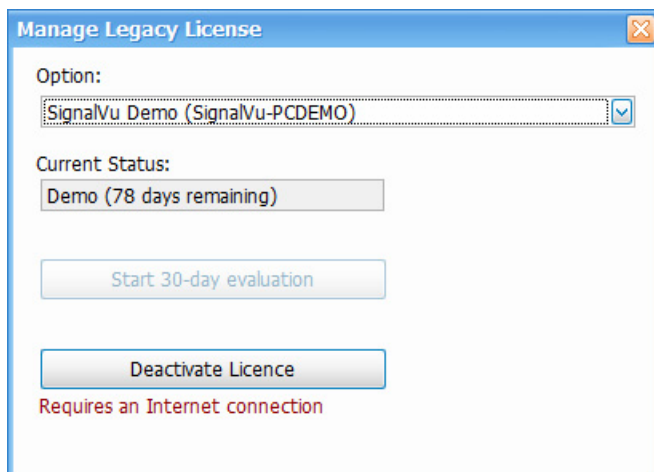 Manage Legacy License
Option:
SignalVu Demo (SignalVu-PCDEMO)
Current Status:
Demo (78 days remaining)
Start 30-day evaluation
Deactivate Licence
Requires an Internet connection